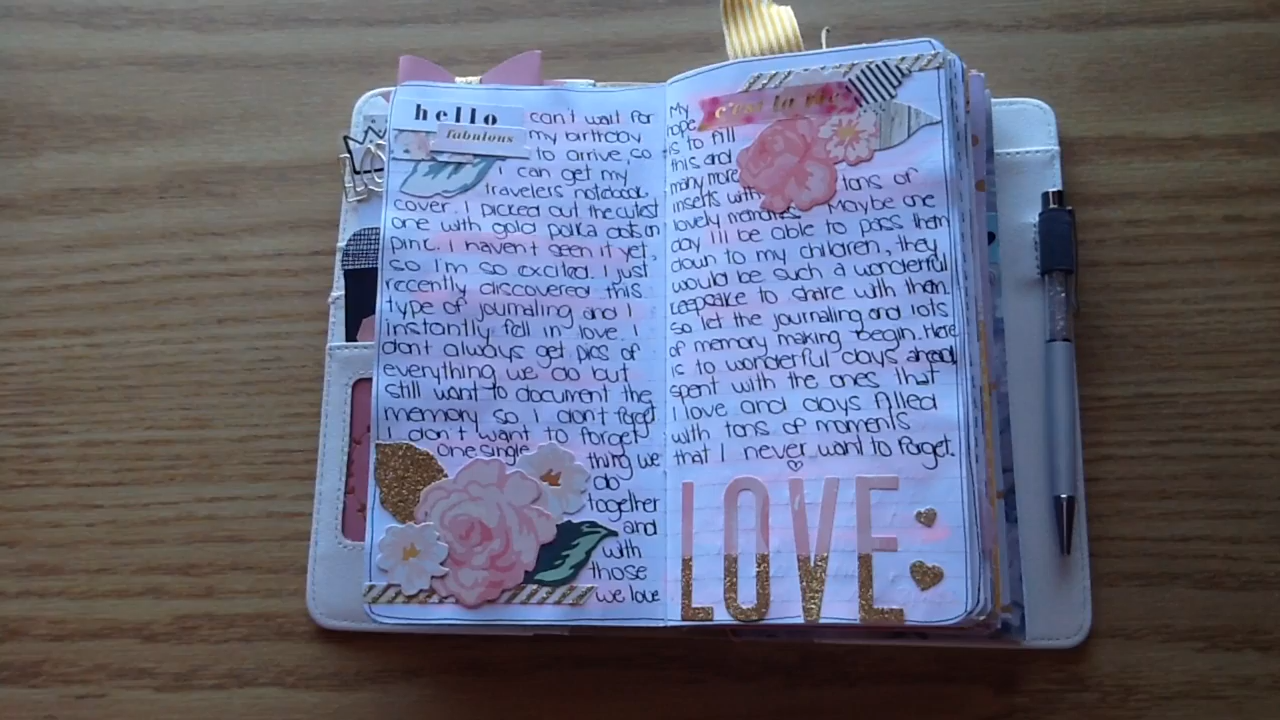 hello
fabulous
can't wait for
my birthday
to arrive, so
i can get my
travelers notebook
cover. I picked out the cutest
one with gold polka dots on
pink. I haven't seen it yet,
so I'm so excited. I just
recently discovered this
type of journaling and I
instantly fell in love. I
dont always get pics of
everything we do but
still want to document the
memory so I don't forget.
I don't want to forget
one single thing we
do
together
and
with
those
we love
c'est la vie
My
hope
is to fill
this and
many more
inserts with tons of
lovely memories. Maybe one
day I'll be able to pass them
down to my children, they
would be such a wonderful
keepsake to share with them.
so let the journaling and lots
of memory making begin. Here
is to wonderful days ahead
spent with the ones that
I love and days filled
with tons of moments
that I never want to forget.
LOVE